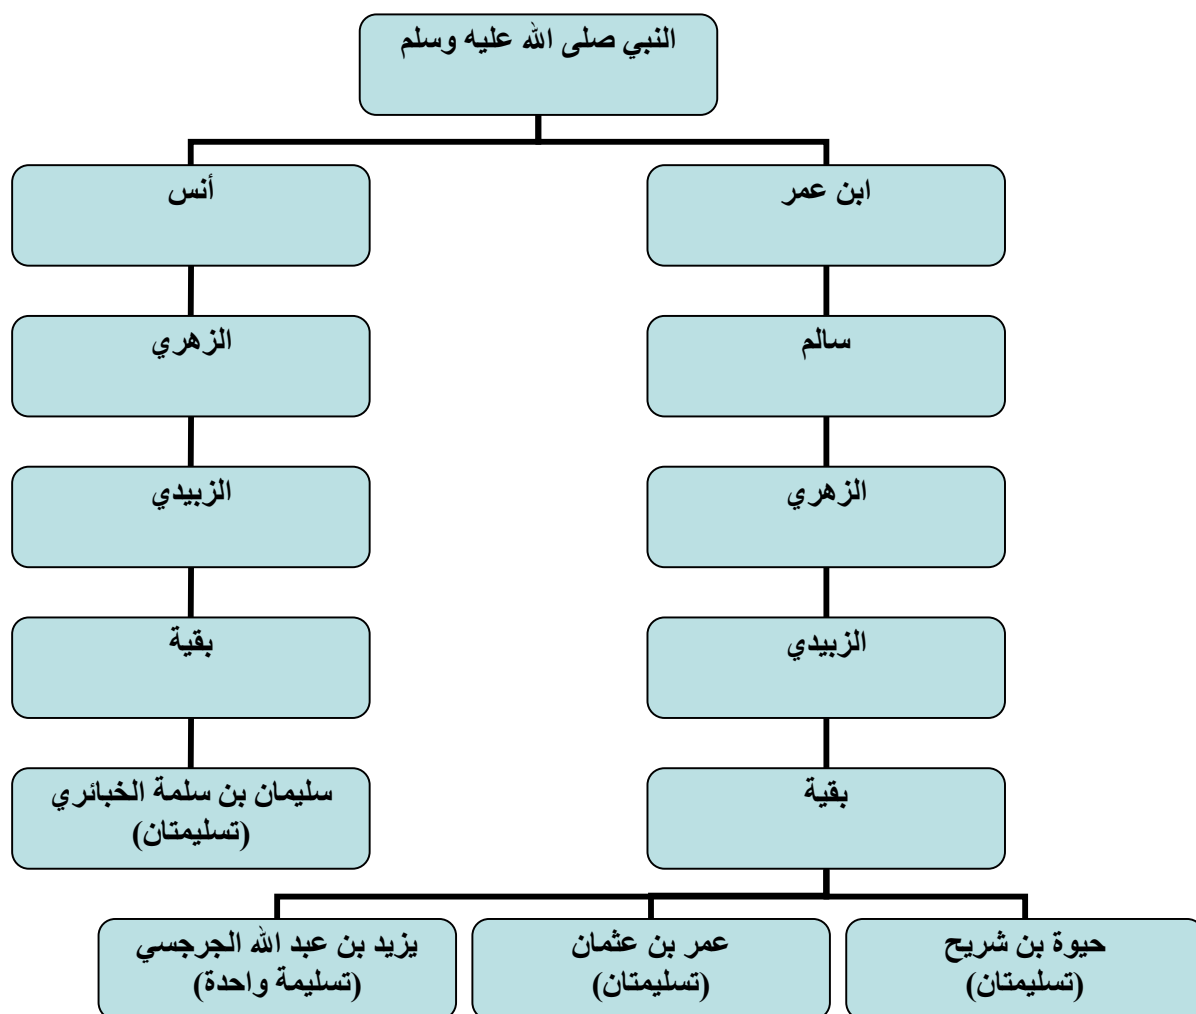 النبي صلى الله عليه وسلم
ابن عمر
أنس
سالم
الزهري
الزهري
الزبيدي
الزبيدي
بقية
بقية
سليمان بن سلمة الخبائري
(تسليمتان)
حيوة بن شريح
(تسليمتان)
عمر بن عثمان
(تسليمتان)
يزيد بن عبد الله الجرجسي
(تسليمة واحدة)